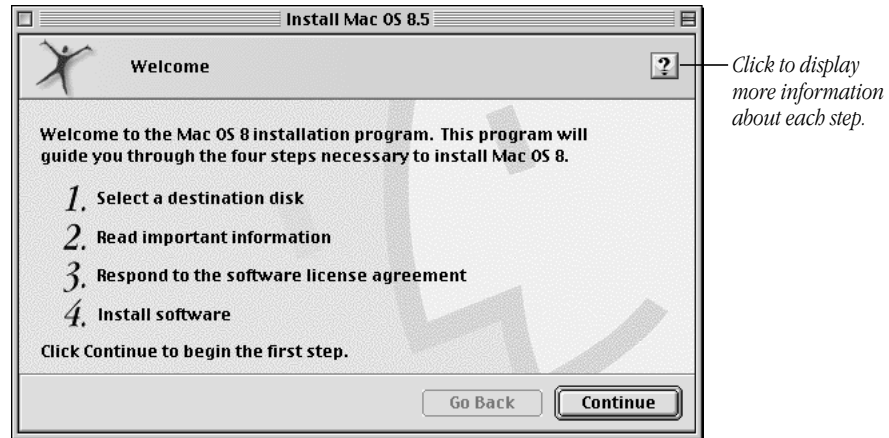 Install Mac OS 8.5
Welcome
?
Click to display
more information
about each step.
Welcome to the Mac OS 8 installation program. This program will
guide you through the four steps necessary to install Mac OS 8.
1. Select a destination disk
2. Read important information
3. Respond to the software license agreement
4. Install software
Click Continue to begin the first step.
Go Back
Continue